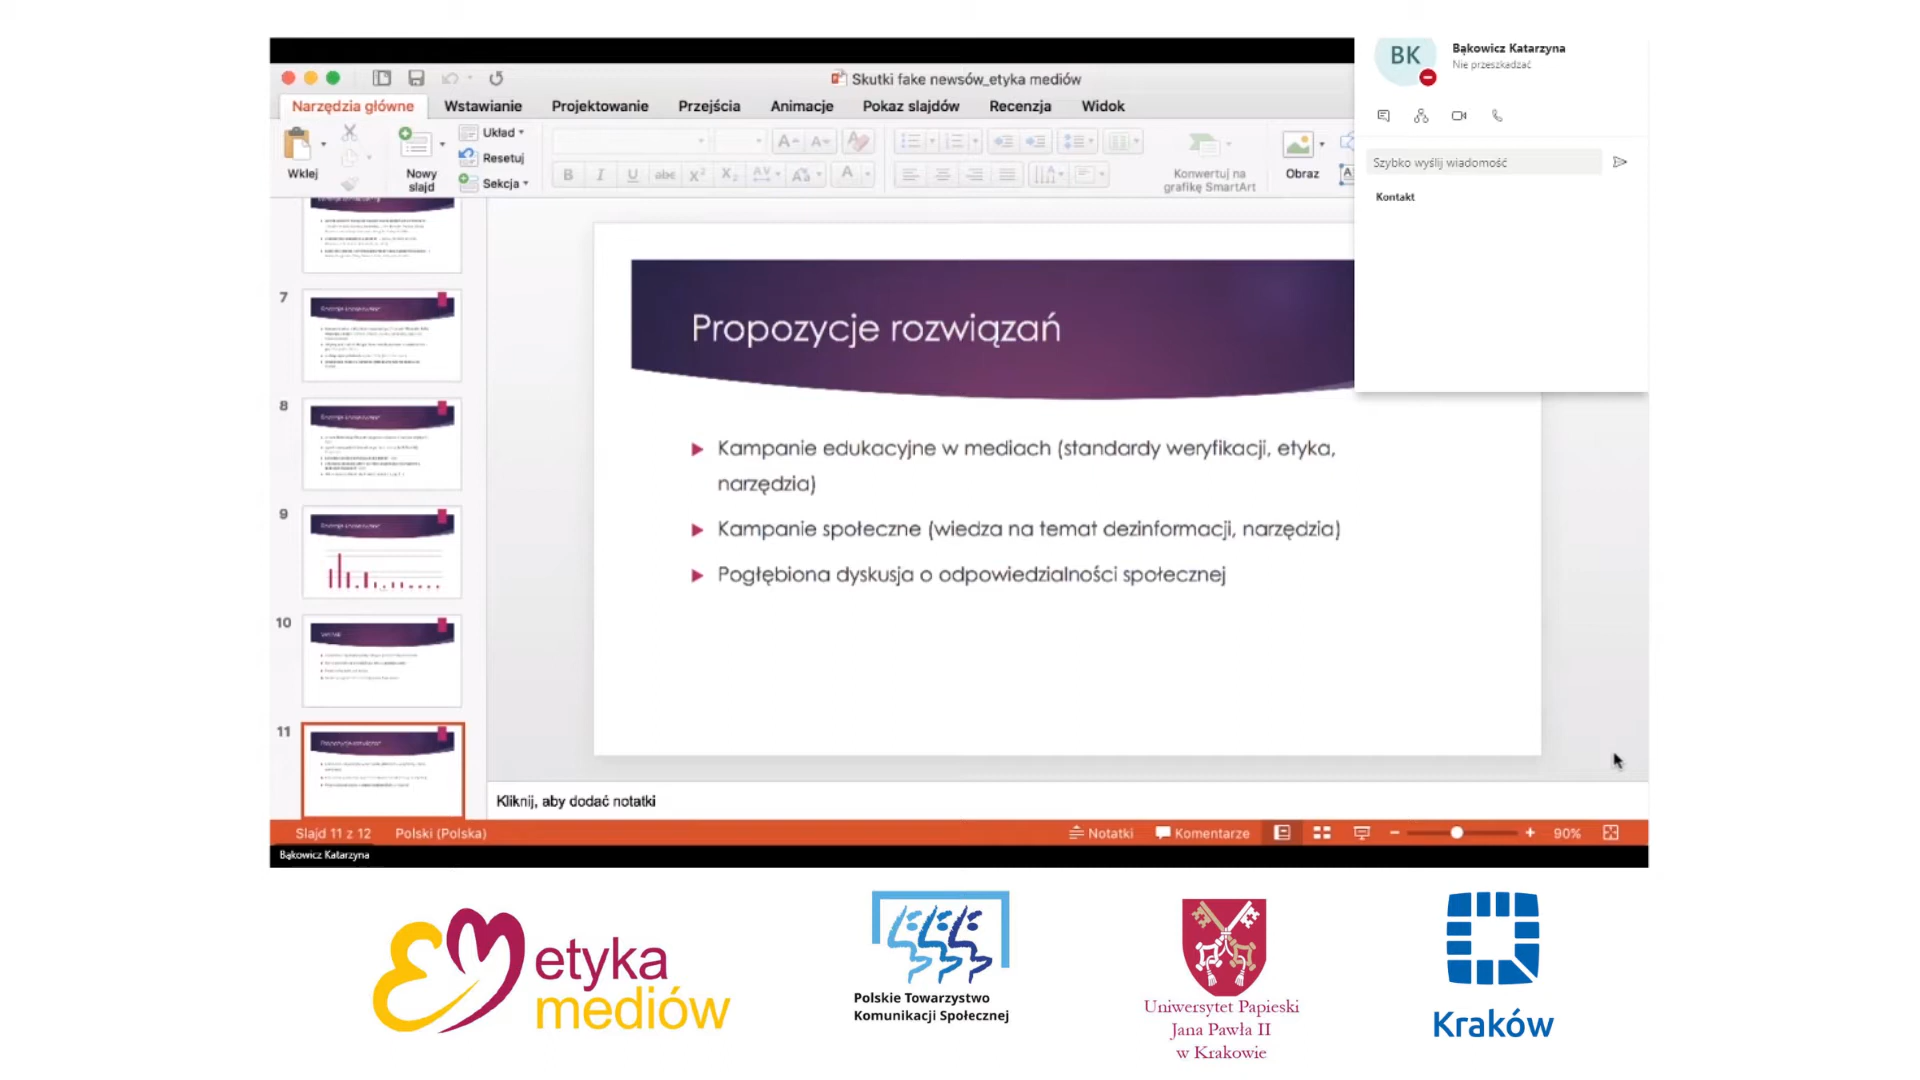 Skutki fake newsów_etyka mediów
Narzędzia główne Wstawianie Projektowanie Przejścia Animacje Pokaz slajdów Recenzja Widok
Wklej
Nowy
slajd
Układ
Resetuj
Sekcja
Konwertuj na
grafikę SmartArt
Obraz
BK
Bąkowicz Katarzyna
Nie przeszkadzać
Szybko wyślij wiadomość
Kontakt
7
8
9
10
11
Propozycje rozwiązań
Kampanie edukacyjne w mediach (standardy weryfikacji, etyka,
narzędzia)
Kampanie społeczne (wiedza na temat dezinformacji, narzędzia)
Pogłębiona dyskusja o odpowiedzialności społecznej
Kliknij, aby dodać notatki
Slajd 11 z 12 Polski (Polska) Notatki Komentarze 90%
Bąkowicz Katarzyna
etyka
mediów
Polskie Towarzystwo
Komunikacji Społecznej
Uniwersytet Papieski
Jana Pawła II
w Krakowie
Kraków